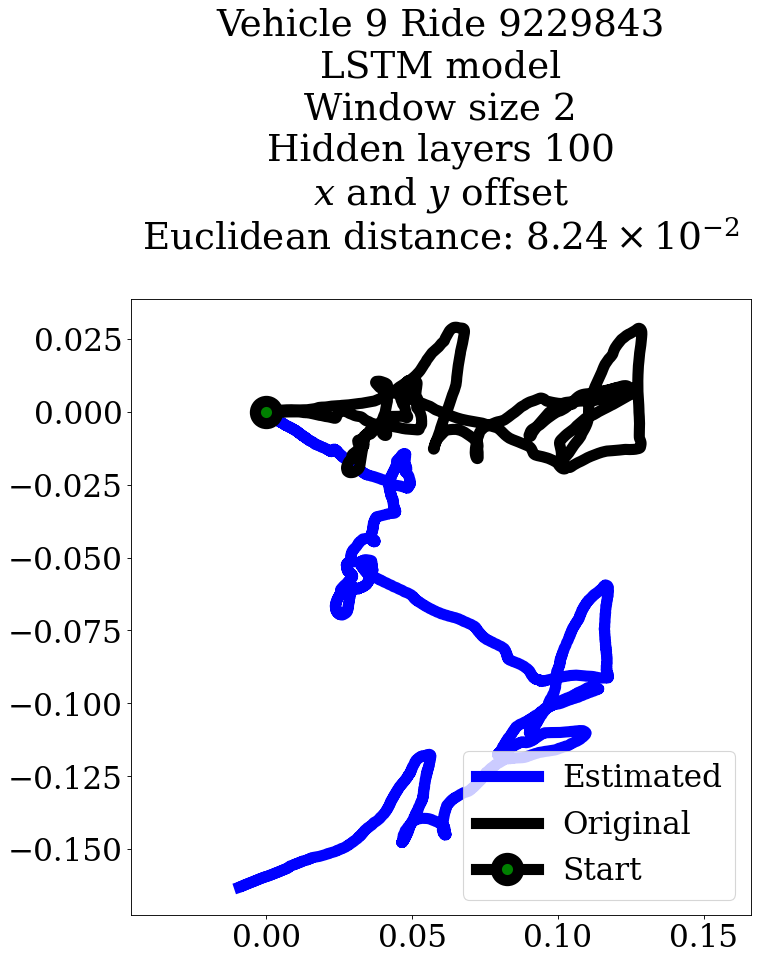 Vehicle 9 Ride 9229843
LSTM model
Window size 2
Hidden layers 100
x and y offset
Euclidean distance: 8.24 × 10⁻²
0.025
0.000
−0.025
−0.050
−0.075
−0.100
−0.125
−0.150
Estimated
Original
Start
0.00 0.05 0.10 0.15